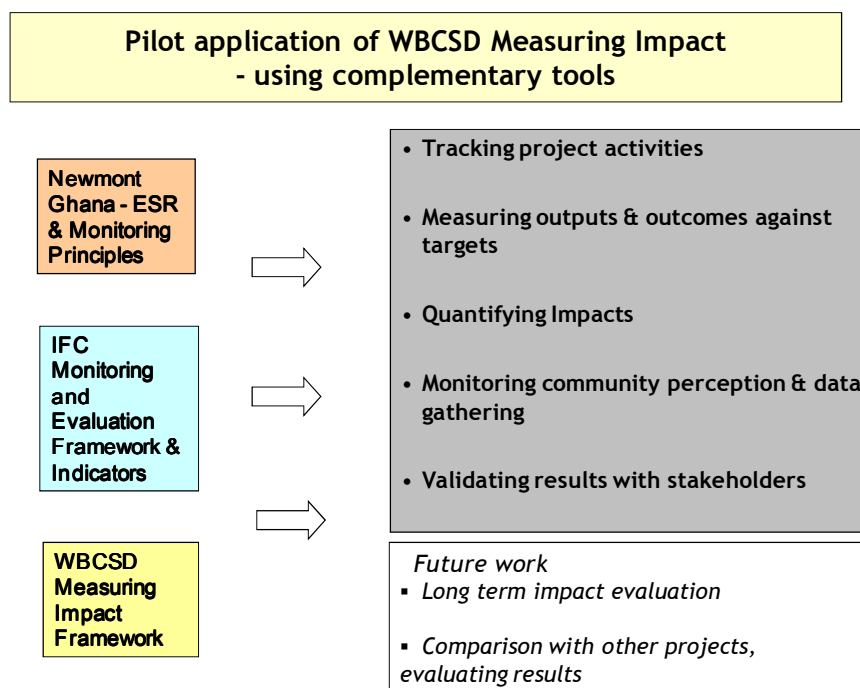 Pilot application of WBCSD Measuring Impact
- using complementary tools
Newmont
Ghana - ESR
& Monitoring
Principles
IFC
Monitoring
and
Evaluation
Framework &
Indicators
WBCSD
Measuring
Impact
Framework
• Tracking project activities
• Measuring outputs & outcomes against
targets
• Quantifying Impacts
• Monitoring community perception & data
gathering
• Validating results with stakeholders
Future work
▪ Long term impact evaluation
▪ Comparison with other projects,
evaluating results